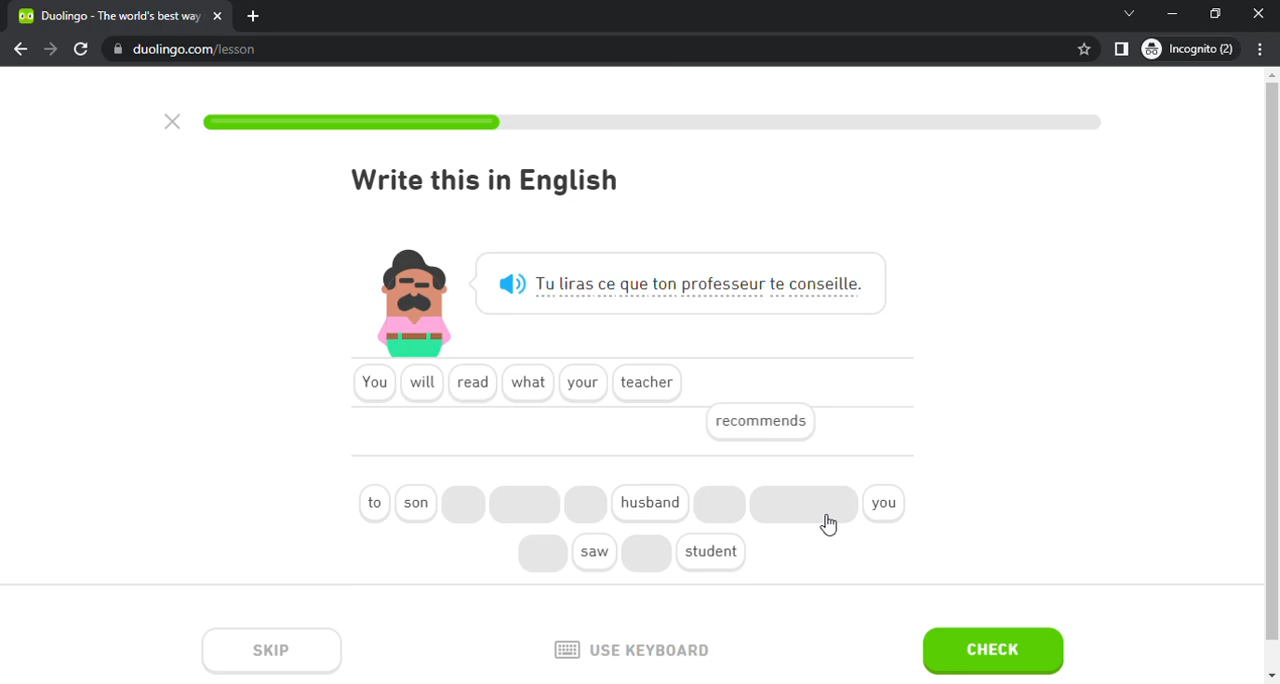 Duolingo - The world's best way
duolingo.com/lesson
Incognito (2)
Write this in English
Tu liras ce que ton professeur te conseille.
You will read what your teacher
recommends
to son husband you
saw student
SKIP USE KEYBOARD CHECK